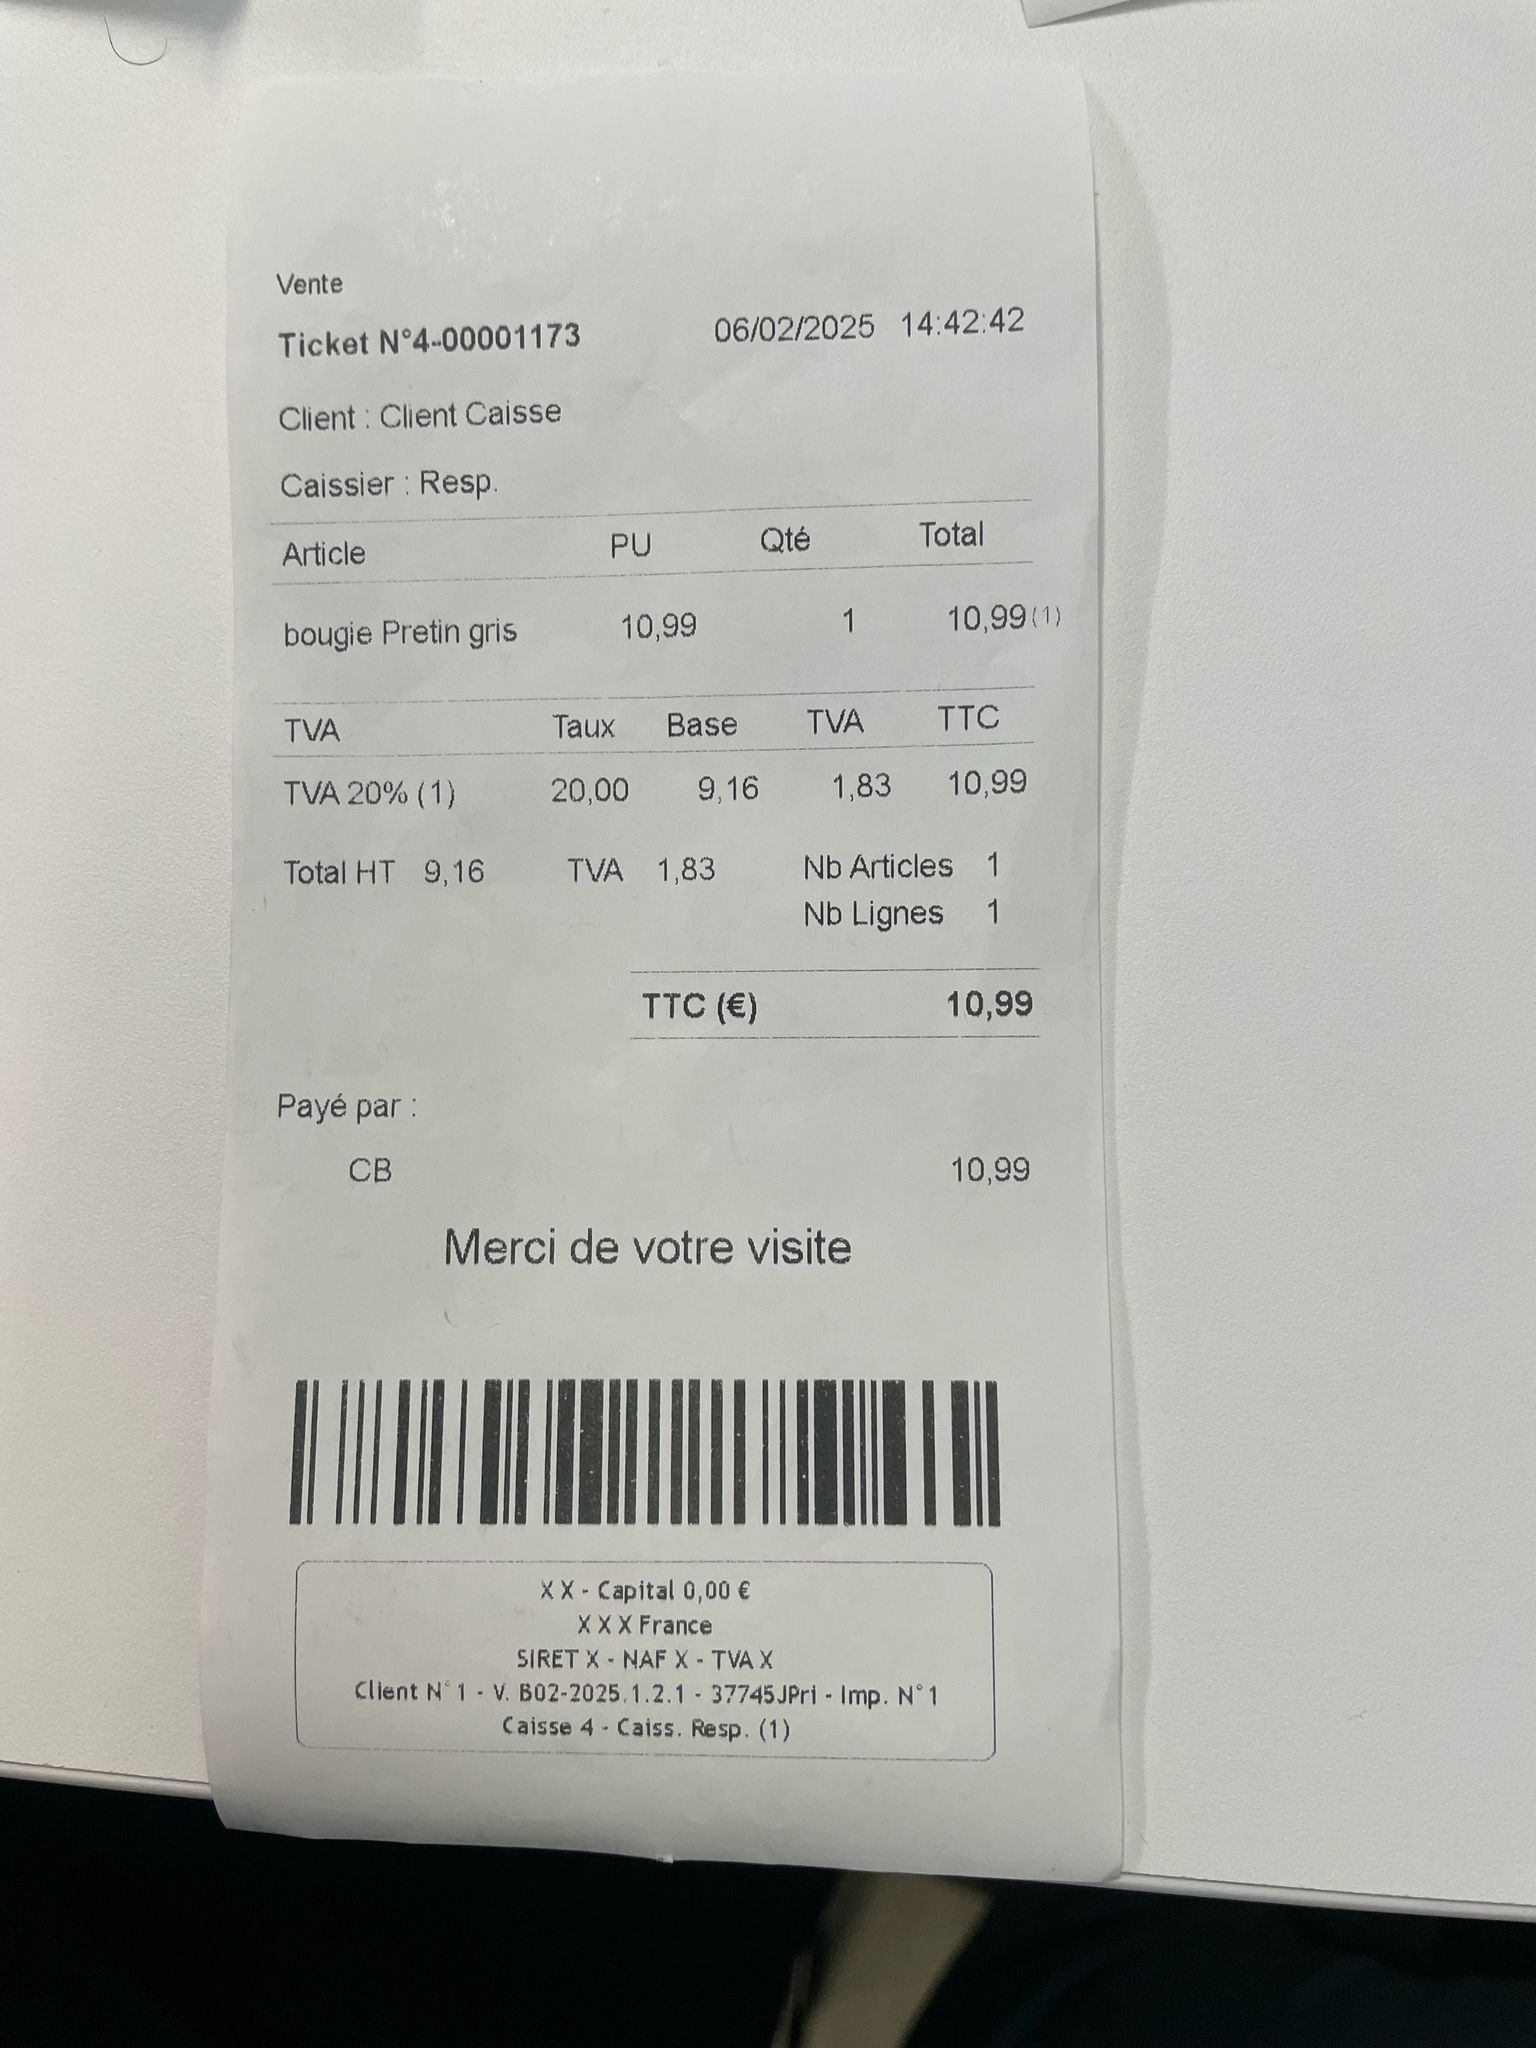 Vente
Ticket N°4-00001173 06/02/2025 14:42:42
Client : Client Caisse
Caissier : Resp.
Article PU Qté Total
bougie Pretin gris 10,99 1 10,99(1)
TVA Taux Base TVA TTC
TVA 20% (1) 20,00 9,16 1,83 10,99
Total HT 9,16 TVA 1,83 Nb Articles 1
Nb Lignes 1
TTC (€) 10,99
Payé par :
CB 10,99
Merci de votre visite
X X - Capital 0,00 €
X X X France
SIRET X - NAF X - TVA X
Client N°1 - V. B02-2025.1.2.1 - 37745JPri - Imp. N°1
Caisse 4 - Caiss. Resp. (1)